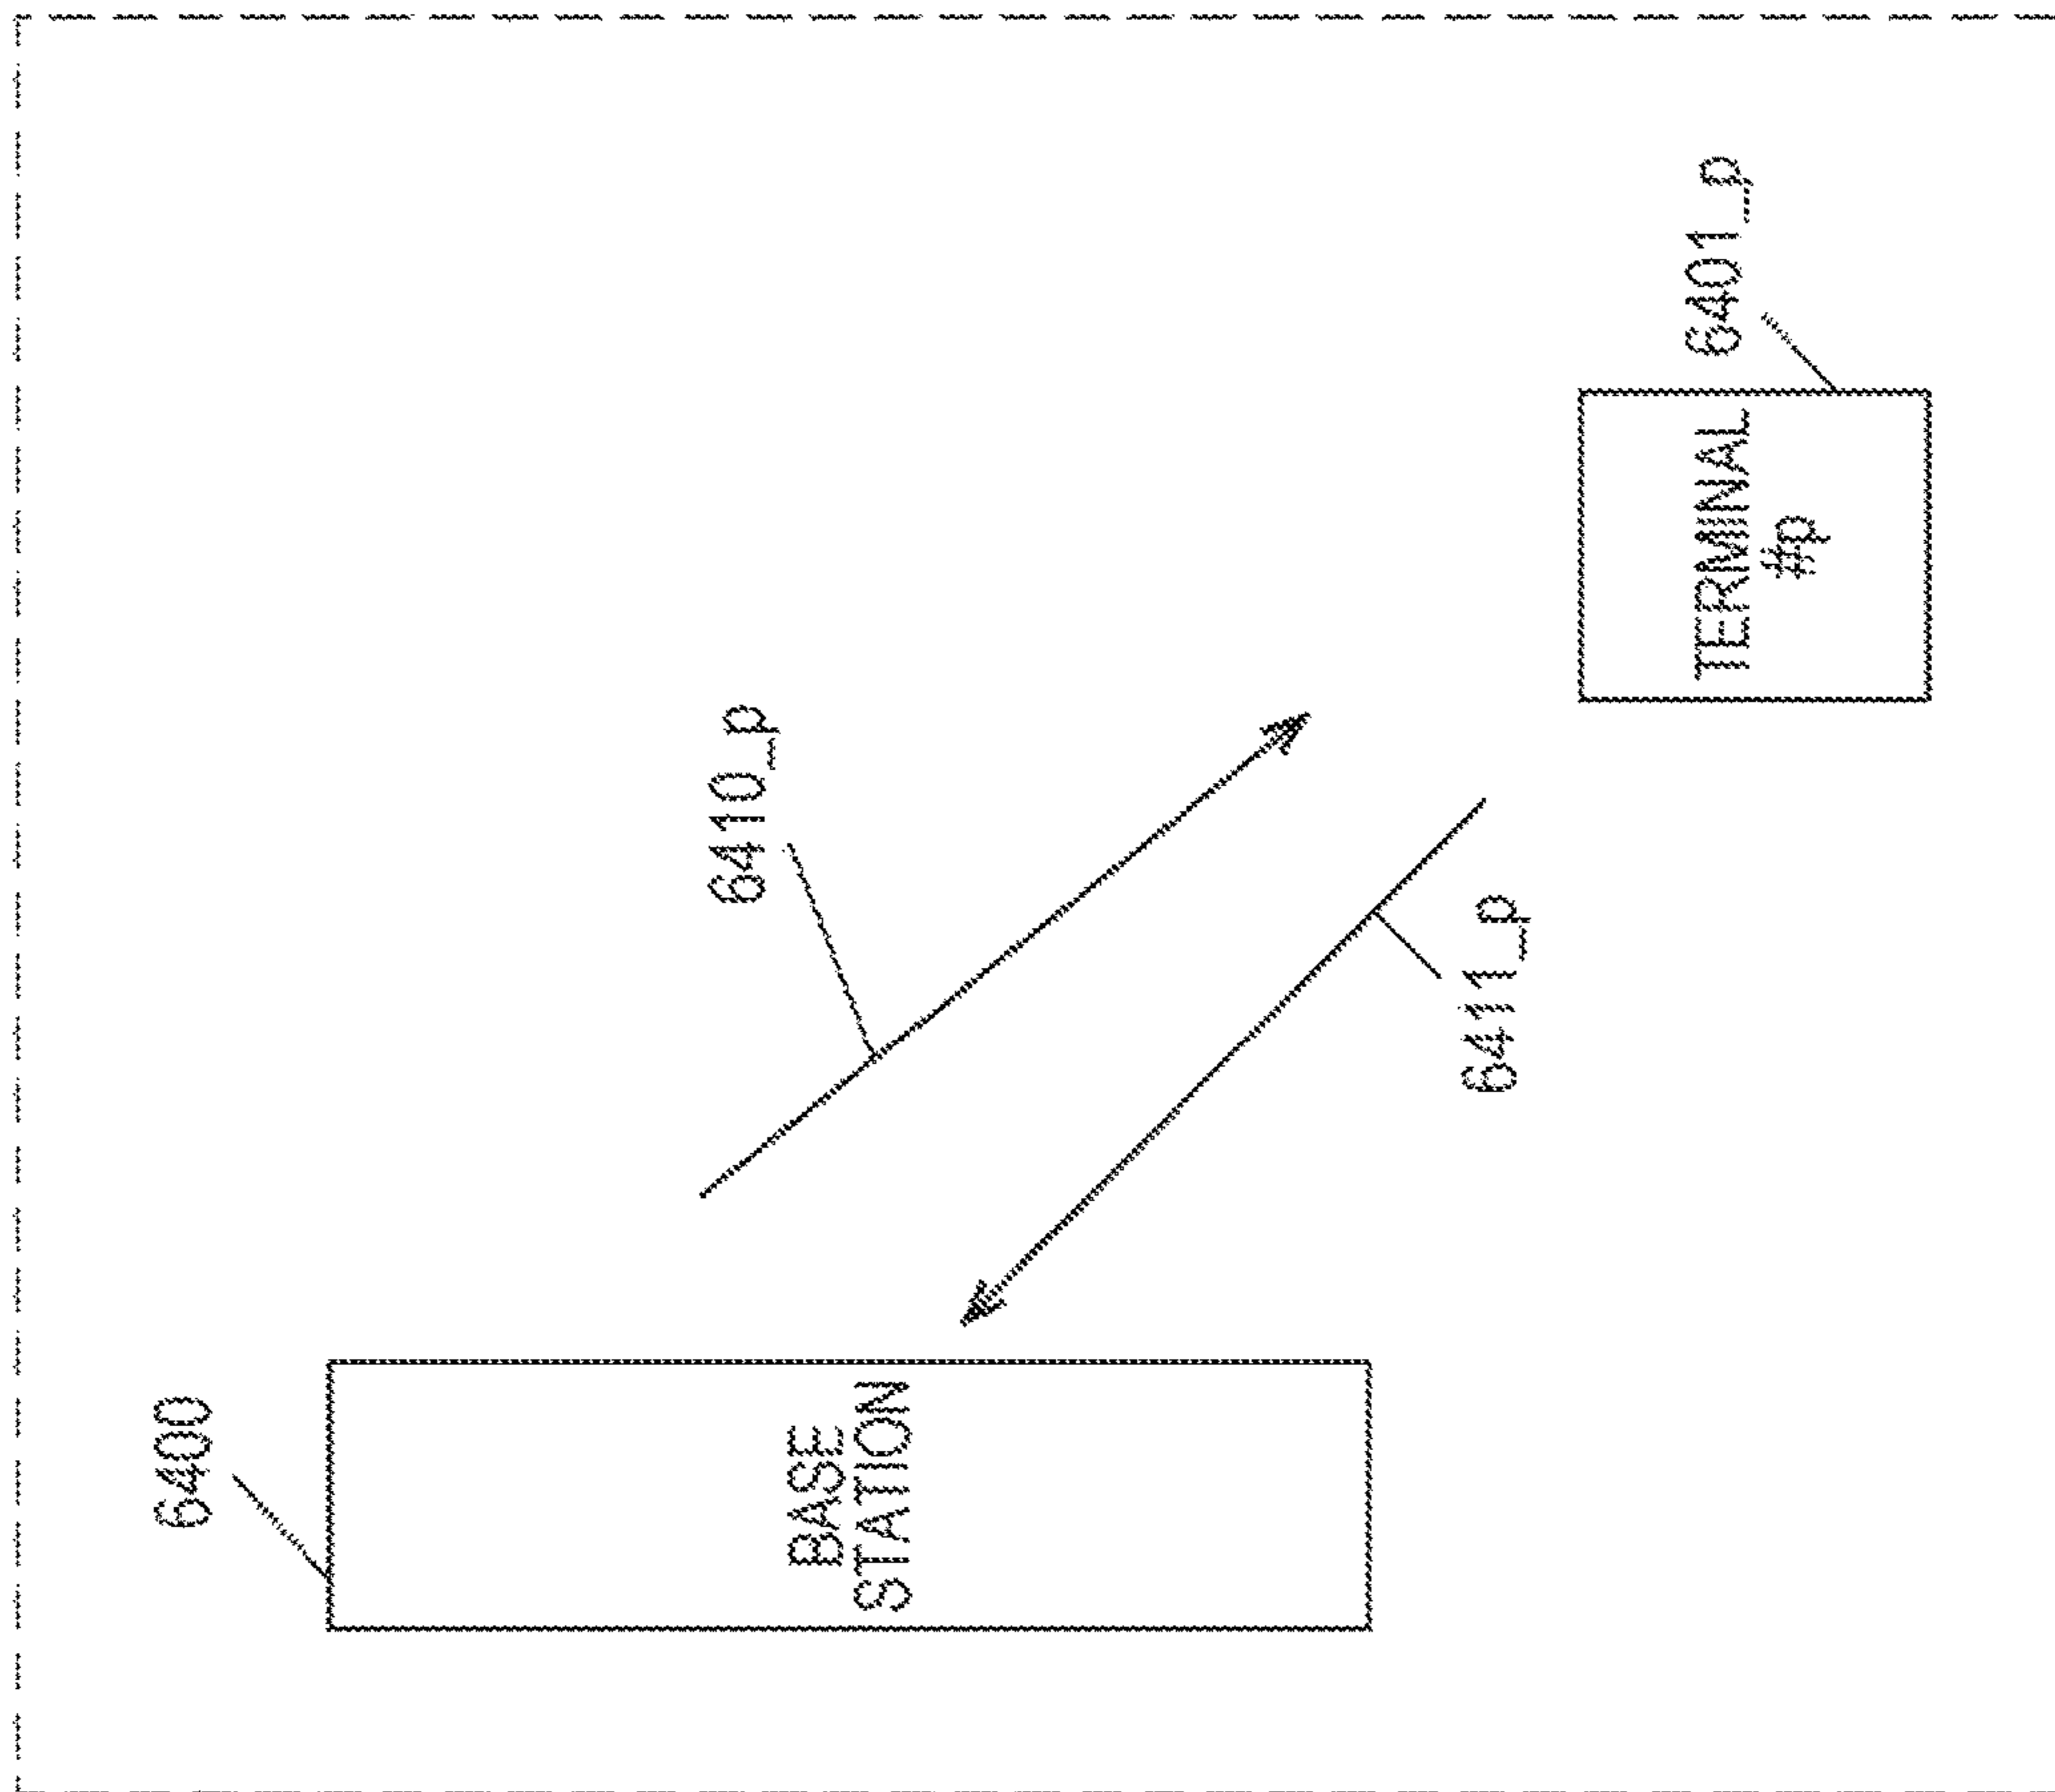 6400
BASE
STATION
6410_p
6411_p
TERMINAL
#p
6401_p